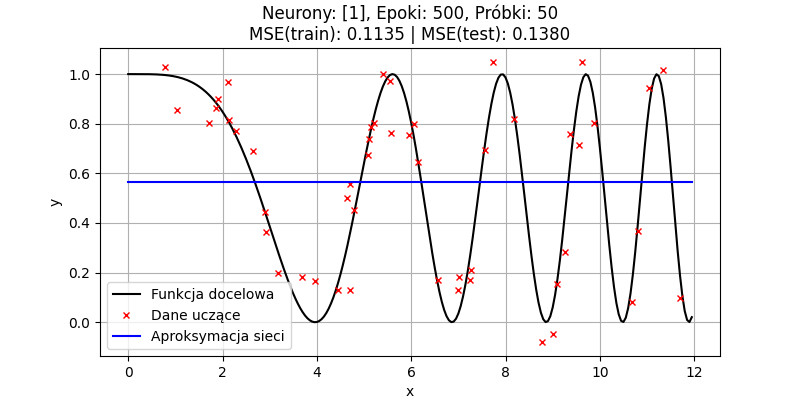 Neurony: [1], Epoki: 500, Próbki: 50
MSE(train): 0.1135 | MSE(test): 0.1380
1.0
0.8
0.6
0.4
0.2
0.0
y
Funkcja docelowa
Dane uczące
Aproksymacja sieci
0 2 4 6 8 10 12
x